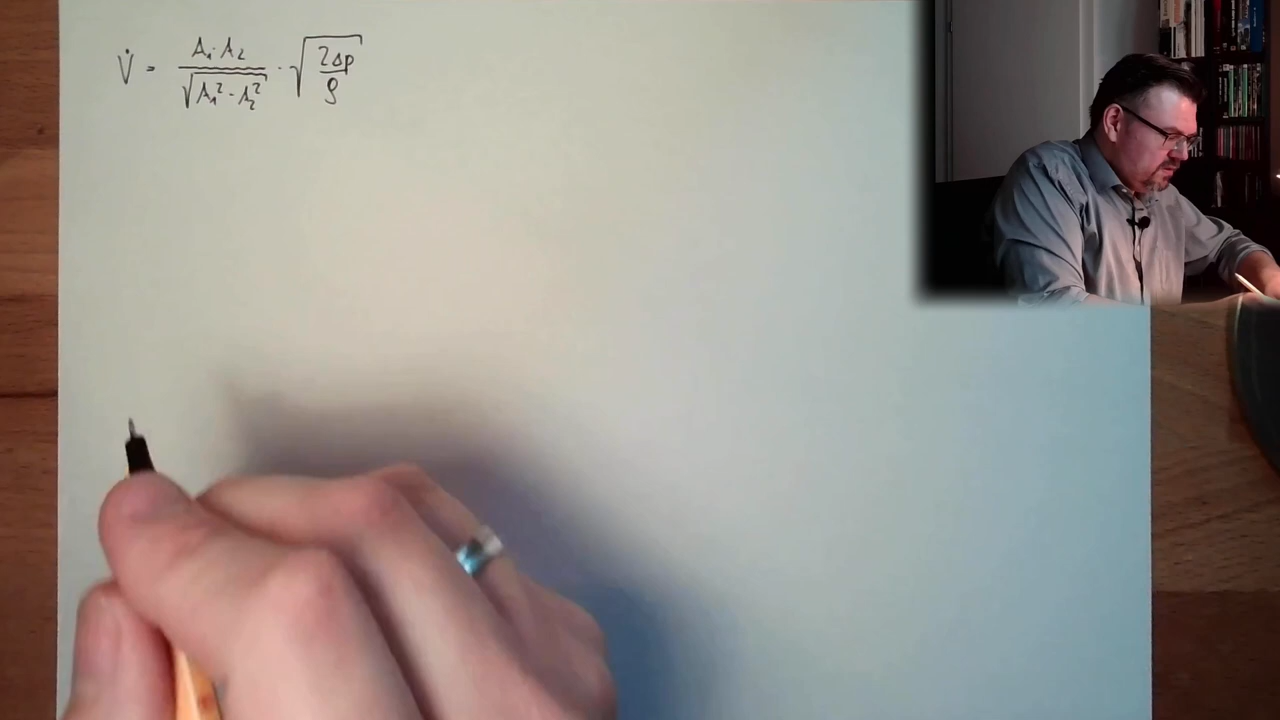 V̇ = A₁·A₂ / √(A₁² - A₂²) · √(2Δp / ρ)